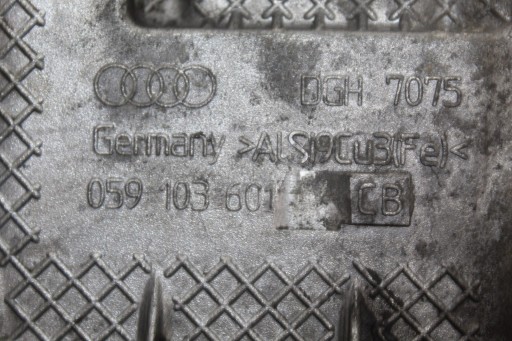 DGH 7075
Germany >ALSI9Cu3(Fe)<
059 103 601 CB